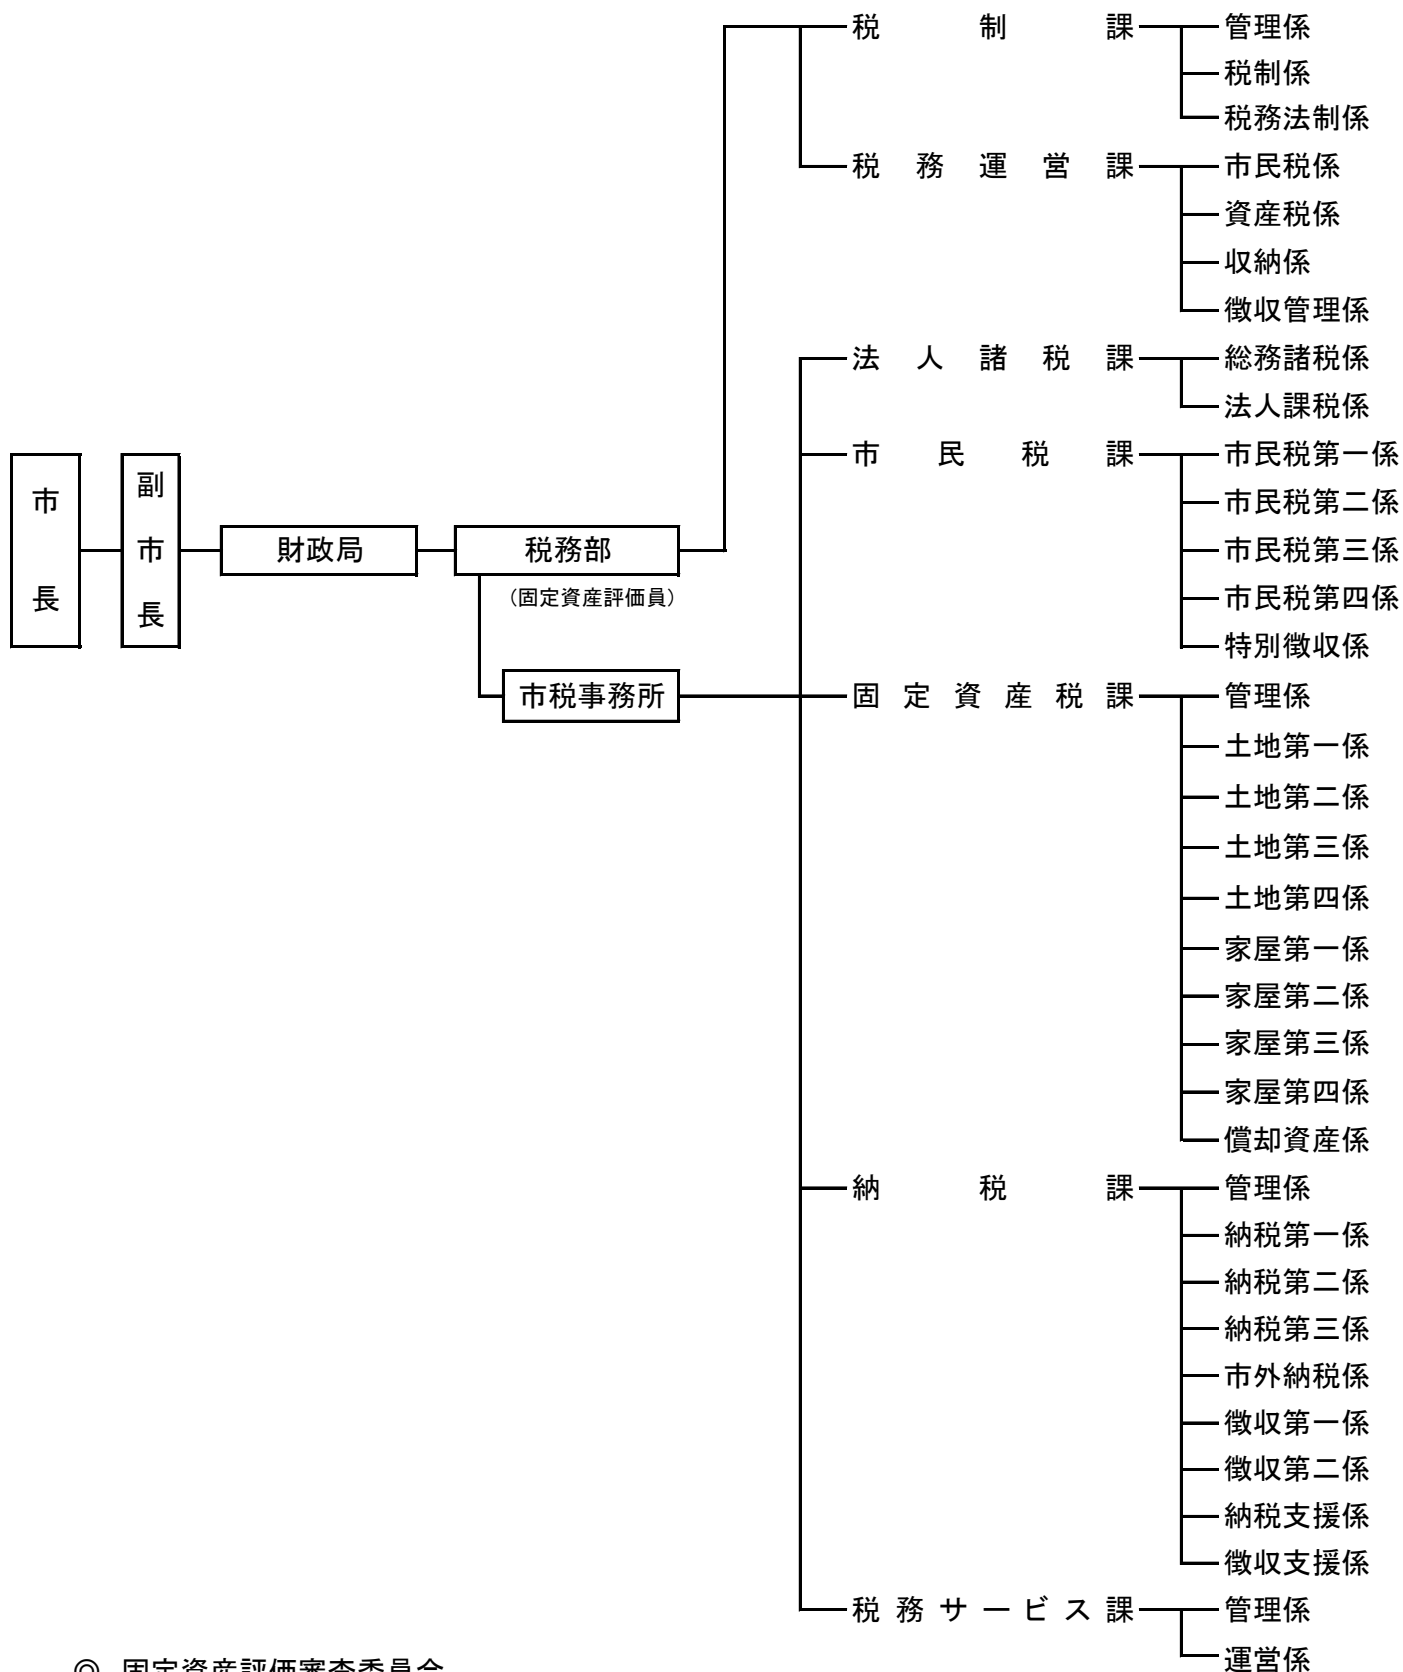 市長
副市長
財政局
税務部
（固定資産評価員）
市税事務所
税制課
管理係
税制係
税務法制係
税務運営課
市民税係
資産税係
収納係
徴収管理係
法人諸税課
総務諸税係
法人課税係
市民税課
市民税第一係
市民税第二係
市民税第三係
市民税第四係
特別徴収係
固定資産税課
管理係
土地第一係
土地第二係
土地第三係
土地第四係
家屋第一係
家屋第二係
家屋第三係
家屋第四係
償却資産係
納税課
管理係
納税第一係
納税第二係
納税第三係
市外納税係
徴収第一係
徴収第二係
納税支援係
徴収支援係
税務サービス課
管理係
運営係
◎ 固定資産評価審査委員会